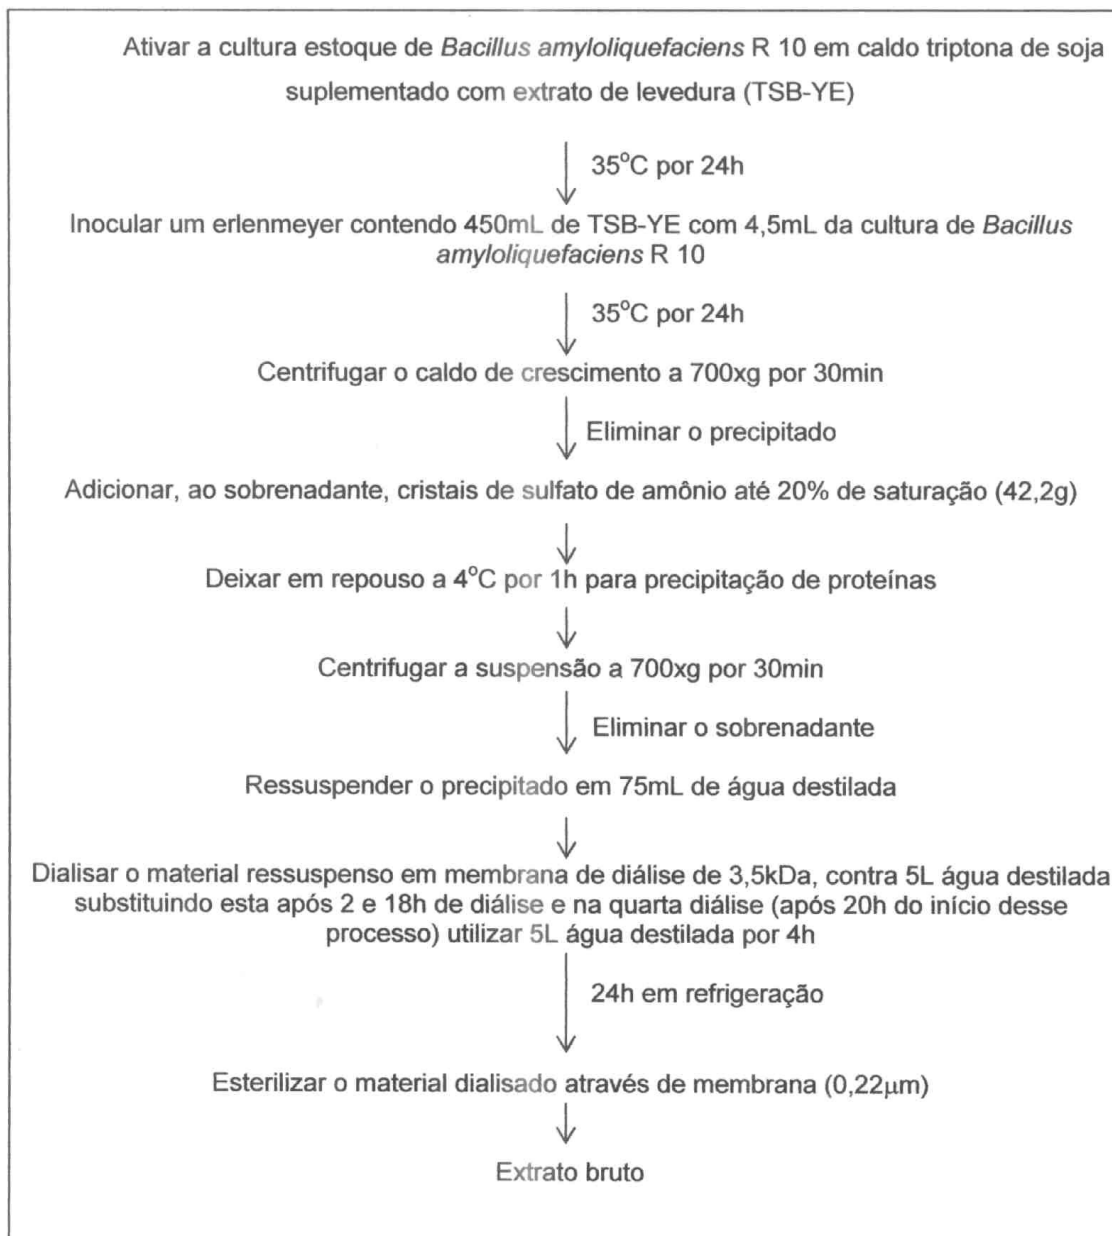 Ativar a cultura estoque de Bacillus amyloliquefaciens R 10 em caldo triptona de soja
suplementado com extrato de levedura (TSB-YE)
35°C por 24h
Inocular um erlenmeyer contendo 450mL de TSB-YE com 4,5mL da cultura de Bacillus
amyloliquefaciens R 10
35°C por 24h
Centrifugar o caldo de crescimento a 700xg por 30min
Eliminar o precipitado
Adicionar, ao sobrenadante, cristais de sulfato de amônio até 20% de saturação (42,2g)
Deixar em repouso a 4°C por 1h para precipitação de proteínas
Centrifugar a suspensão a 700xg por 30min
Eliminar o sobrenadante
Ressuspender o precipitado em 75mL de água destilada
Dialisar o material ressuspenso em membrana de diálise de 3,5kDa, contra 5L água destilada
substituindo esta após 2 e 18h de diálise e na quarta diálise (após 20h do início desse
processo) utilizar 5L água destilada por 4h
24h em refrigeração
Esterilizar o material dialisado através de membrana (0,22μm)
Extrato bruto